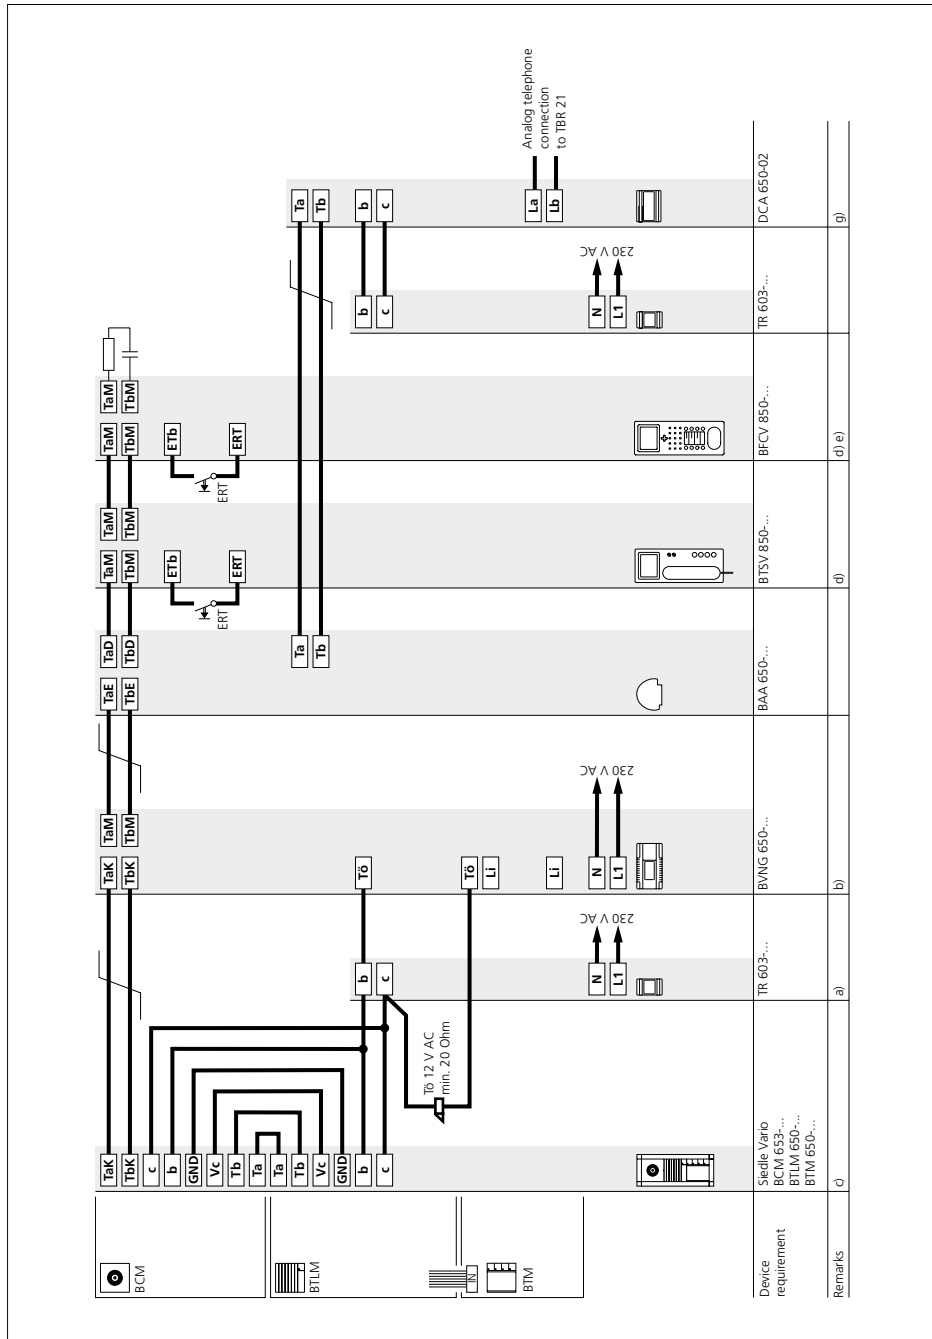 BCM
BTLM
IN
BTM
Device
requirement
Remarks
TaK
TbK
c
b
GND
Vc
Tb
Ta
Ta
Tb
Vc
GND
b
c
Siedle Vario
BCM 653-...
BTLM 650-...
BTM 650-...
c)
Tö 12 V AC
min. 20 Ohm
b
c
N
L1
230 V AC
TR 603-...
a)
TaK
TbK
TaM
TbM
Tö
Tö
Li
Li
N
L1
230 V AC
BVNG 650-...
b)
TaE
TbE
TaD
TbD
Ta
Tb
BAA 650-...
ERT
TaM
TbM
TaM
TbM
ETb
ERT
BTSV 850-...
d)
ERT
TaM
TbM
TaM
TbM
ETb
ERT
BFCV 850-...
d) e)
b
c
N
L1
230 V AC
TR 603-...
Ta
Tb
b
c
La
Lb
Analog telephone
connection
to TBR 21
DCA 650-02
g)